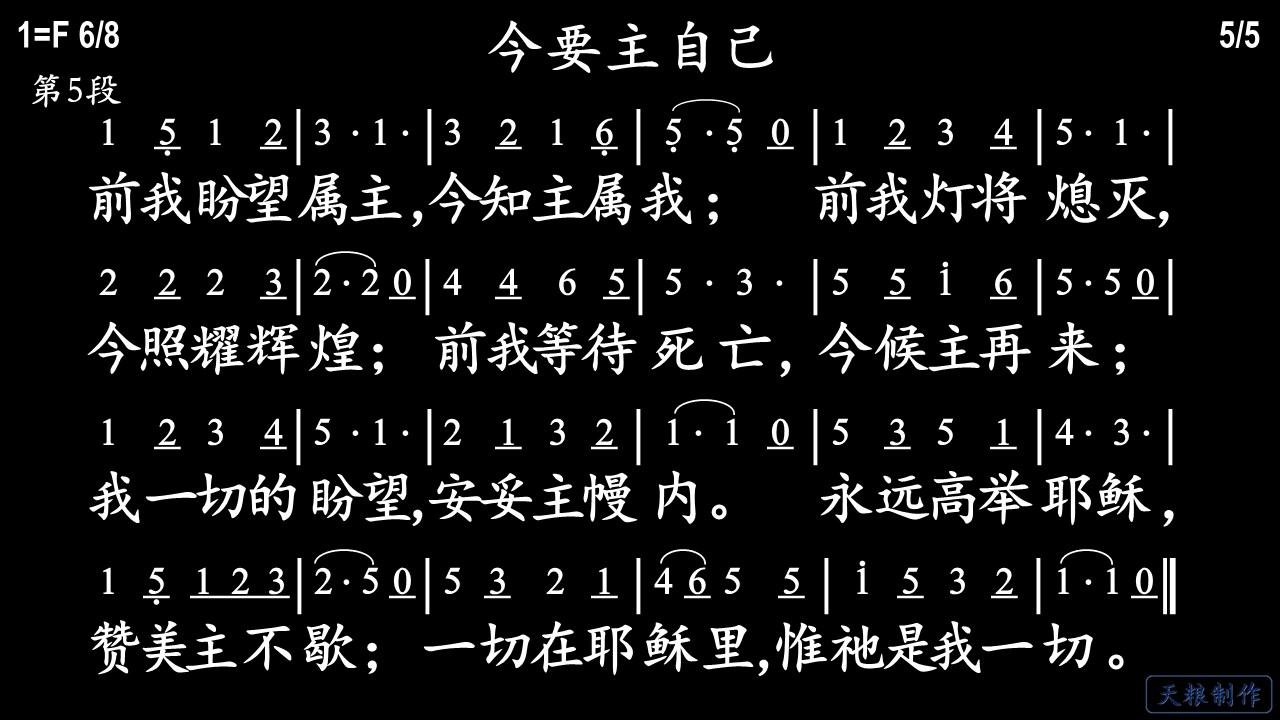 1=F 6/8
今要主自己
5/5
第5段
1 5 1 2 | 3 · 1 · | 3 2 1 6 | 5 · 5 0 | 1 2 3 4 | 5 · 1 · |
前我盼望属主,今知主属我； 前我灯将熄灭,
2 2 2 3 | 2 · 2 0 | 4 4 6 5 | 5 · 3 · | 5 5 i 6 | 5 · 5 0 |
今照耀辉煌； 前我等待死亡, 今候主再来；
1 2 3 4 | 5 · 1 · | 2 1 3 2 | 1 · 1 0 | 5 3 5 1 | 4 · 3 · |
我一切的盼望,安妥主幔内。 永远高举耶稣,
1 5 1 2 3 | 2 · 5 0 | 5 3 2 1 | 4 6 5 5 | i 5 3 2 | 1 · 1 0 ‖
赞美主不歇； 一切在耶稣里,惟祂是我一切。
天粮制作